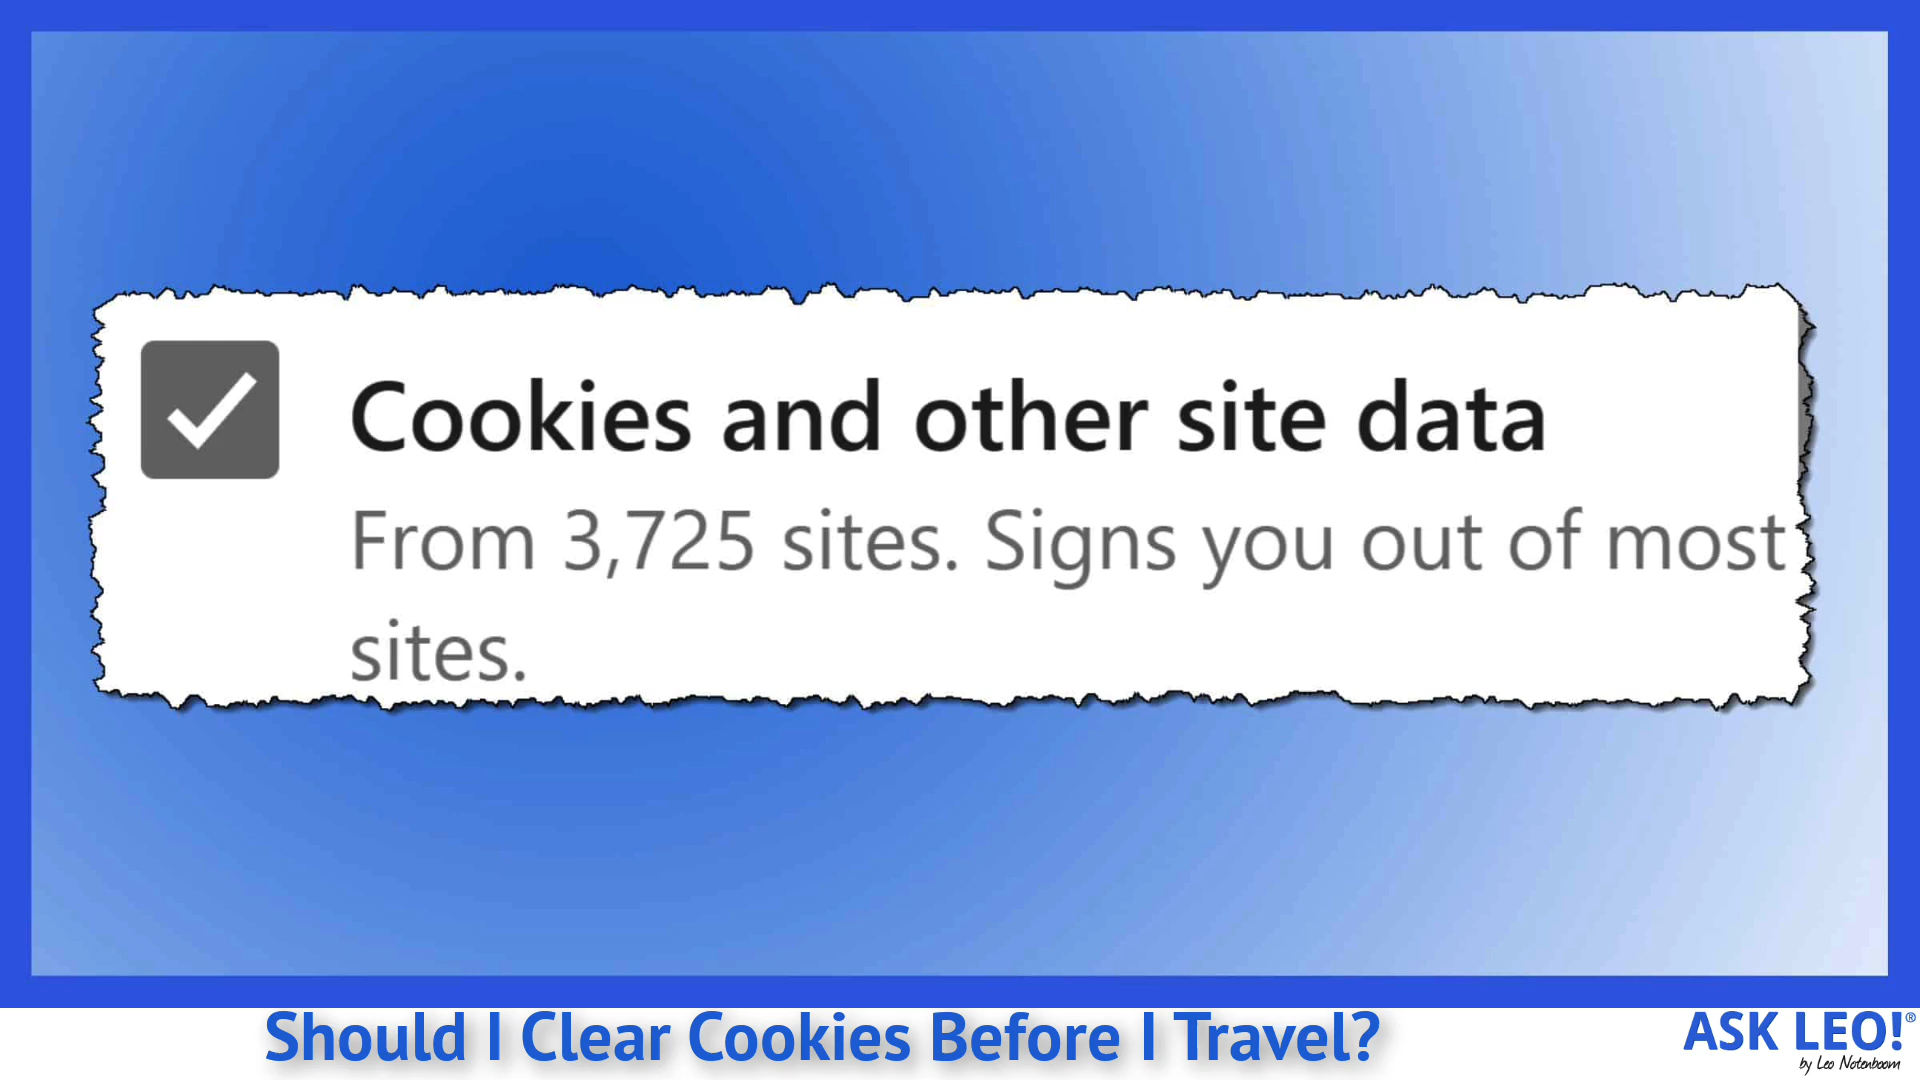 Cookies and other site data
From 3,725 sites. Signs you out of most
sites.
Should I Clear Cookies Before I Travel?
ASK LEO!®
by Leo Notenboom